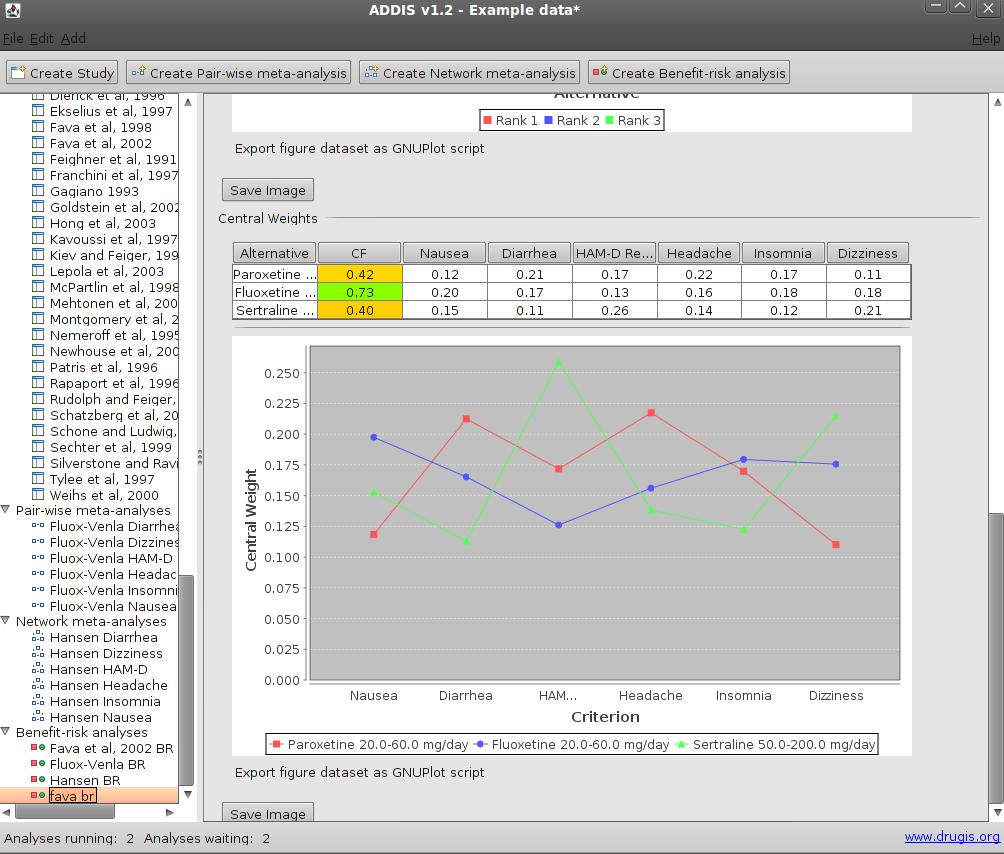 ADDIS v1.2 - Example data*
File Edit Add Help
Create Study Create Pair-wise meta-analysis Create Network meta-analysis Create Benefit-risk analysis
Dierick et al, 1996
Ekselius et al, 1997
Fava et al, 1998
Fava et al, 2002
Feighner et al, 1991
Franchini et al, 1997
Gagiano 1993
Goldstein et al, 2002
Hong et al, 2003
Kavoussi et al, 1997
Kiev and Feiger, 199
Lepola et al, 2003
McPartlin et al, 1998
Mehtonen et al, 200
Montgomery et al, 2
Nemeroff et al, 1995
Newhouse et al, 200
Patris et al, 1996
Rapaport et al, 1996
Rudolph and Feiger,
Schatzberg et al, 20
Schone and Ludwig,
Sechter et al, 1999
Silverstone and Ravi
Tylee et al, 1997
Weihs et al, 2000
Pair-wise meta-analyses
Fluox-Venla Diarrhea
Fluox-Venla Dizzines
Fluox-Venla HAM-D
Fluox-Venla Headac
Fluox-Venla Insomni
Fluox-Venla Nausea
Network meta-analyses
Hansen Diarrhea
Hansen Dizziness
Hansen HAM-D
Hansen Headache
Hansen Insomnia
Hansen Nausea
Benefit-risk analyses
Fava et al, 2002 BR
Fluox-Venla BR
Hansen BR
fava br
Alternative
Rank 1 Rank 2 Rank 3
Export figure dataset as GNUPlot script
Save Image
Central Weights
Alternative CF Nausea Diarrhea HAM-D Re... Headache Insomnia Dizziness
Paroxetine ... 0.42 0.12 0.21 0.17 0.22 0.17 0.11
Fluoxetine ... 0.73 0.20 0.17 0.13 0.16 0.18 0.18
Sertraline ... 0.40 0.15 0.11 0.26 0.14 0.12 0.21
Central Weight
0.250
0.225
0.200
0.175
0.150
0.125
0.100
0.075
0.050
0.025
0.000
Nausea Diarrhea HAM... Headache Insomnia Dizziness
Criterion
Paroxetine 20.0-60.0 mg/day Fluoxetine 20.0-60.0 mg/day Sertraline 50.0-200.0 mg/day
Export figure dataset as GNUPlot script
Save Image
Analyses running: 2 Analyses waiting: 2
www.drugis.org